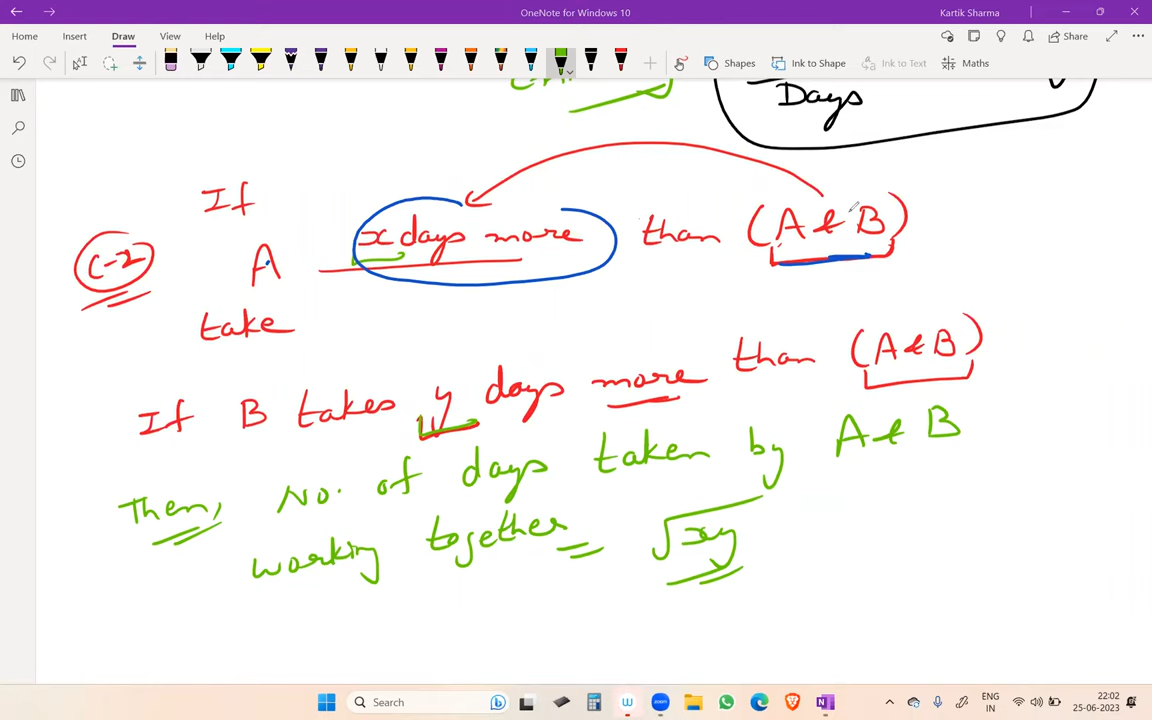 OneNote for Windows 10
Kartik Sharma
Home Insert Draw View Help
Share
Shapes
Ink to Shape
Ink to Text
Maths
Days
If
x days more than (A & B)
C-2
A
take
If B takes y days more than (A & B)
Then, No. of days taken by A & B
working together = √xy
Search
ENG
IN
22:02
25-06-2023